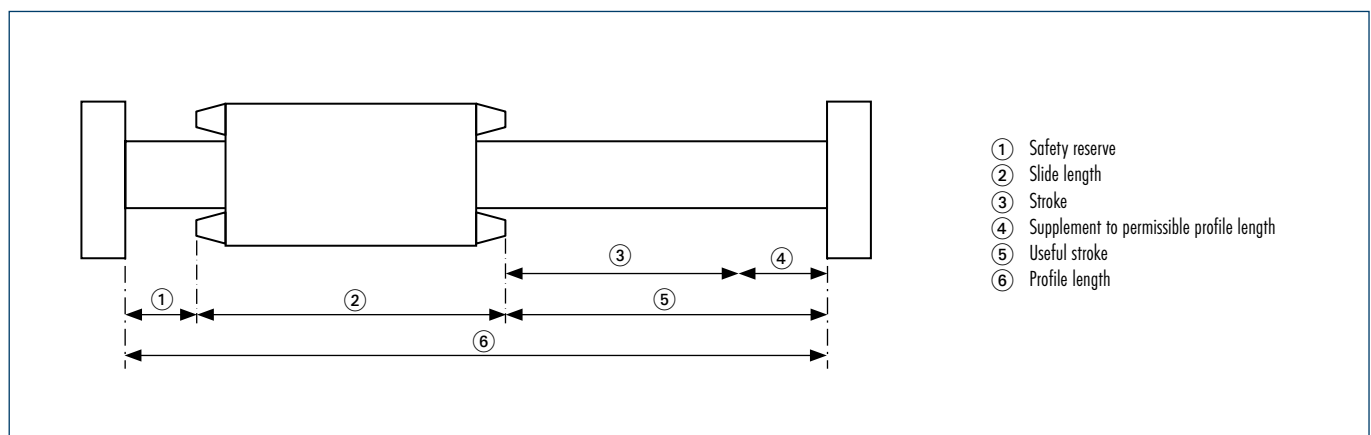 ③ ④
① ② ⑤
⑥
① Safety reserve
② Slide length
③ Stroke
④ Supplement to permissible profile length
⑤ Useful stroke
⑥ Profile length